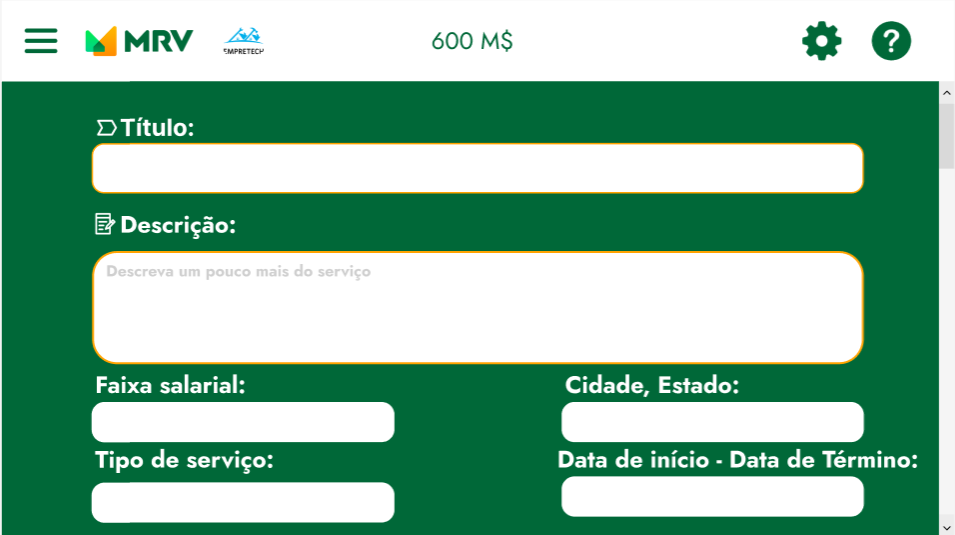 MRV
EMPRETECH
600 M$
?
Título:
Descrição:
Descreva um pouco mais do serviço
Faixa salarial:
Cidade, Estado:
Tipo de serviço:
Data de início - Data de Término: